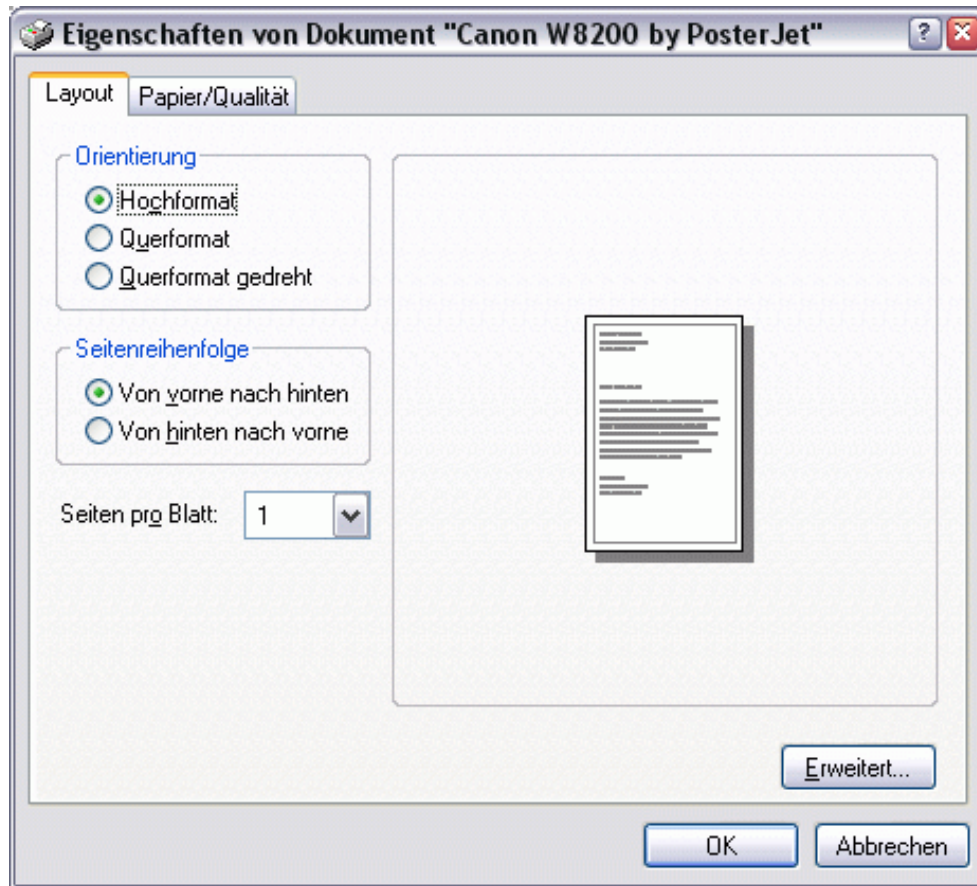 Eigenschaften von Dokument "Canon W8200 by PosterJet"
Layout
Papier/Qualität
Orientierung
Hochformat
Querformat
Querformat gedreht
Seitenreihenfolge
Von vorne nach hinten
Von hinten nach vorne
Seiten pro Blatt: 1
Erweitert...
OK
Abbrechen